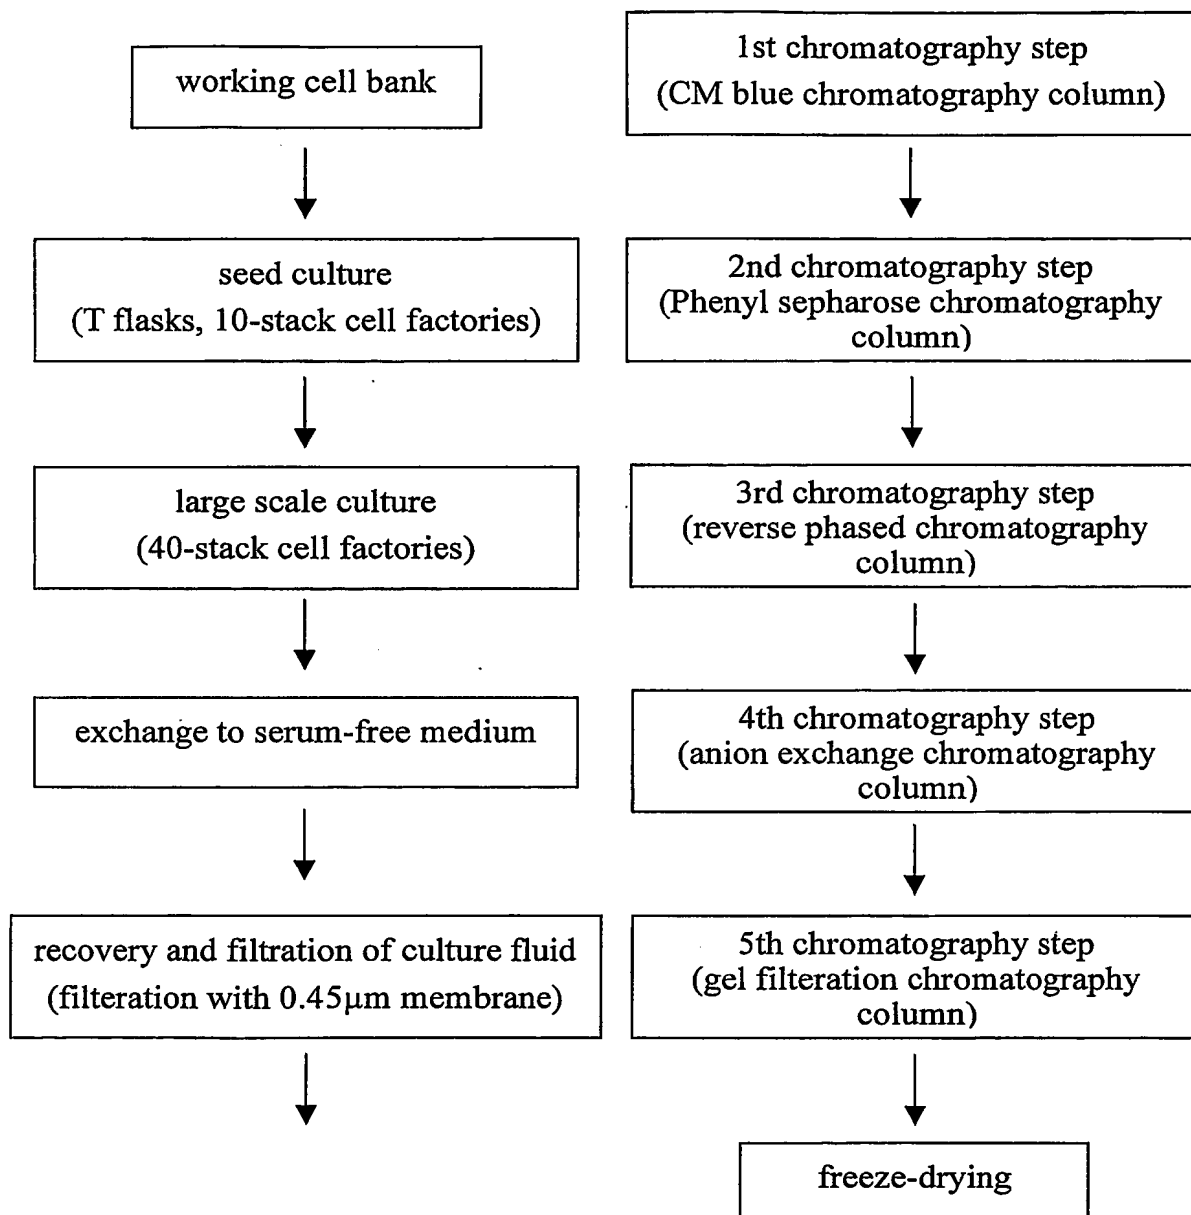 working cell bank
seed culture
(T flasks, 10-stack cell factories)
large scale culture
(40-stack cell factories)
exchange to serum-free medium
recovery and filtration of culture fluid
(filteration with 0.45µm membrane)
1st chromatography step
(CM blue chromatography column)
2nd chromatography step
(Phenyl sepharose chromatography
column)
3rd chromatography step
(reverse phased chromatography
column)
4th chromatography step
(anion exchange chromatography
column)
5th chromatography step
(gel filteration chromatography
column)
freeze-drying